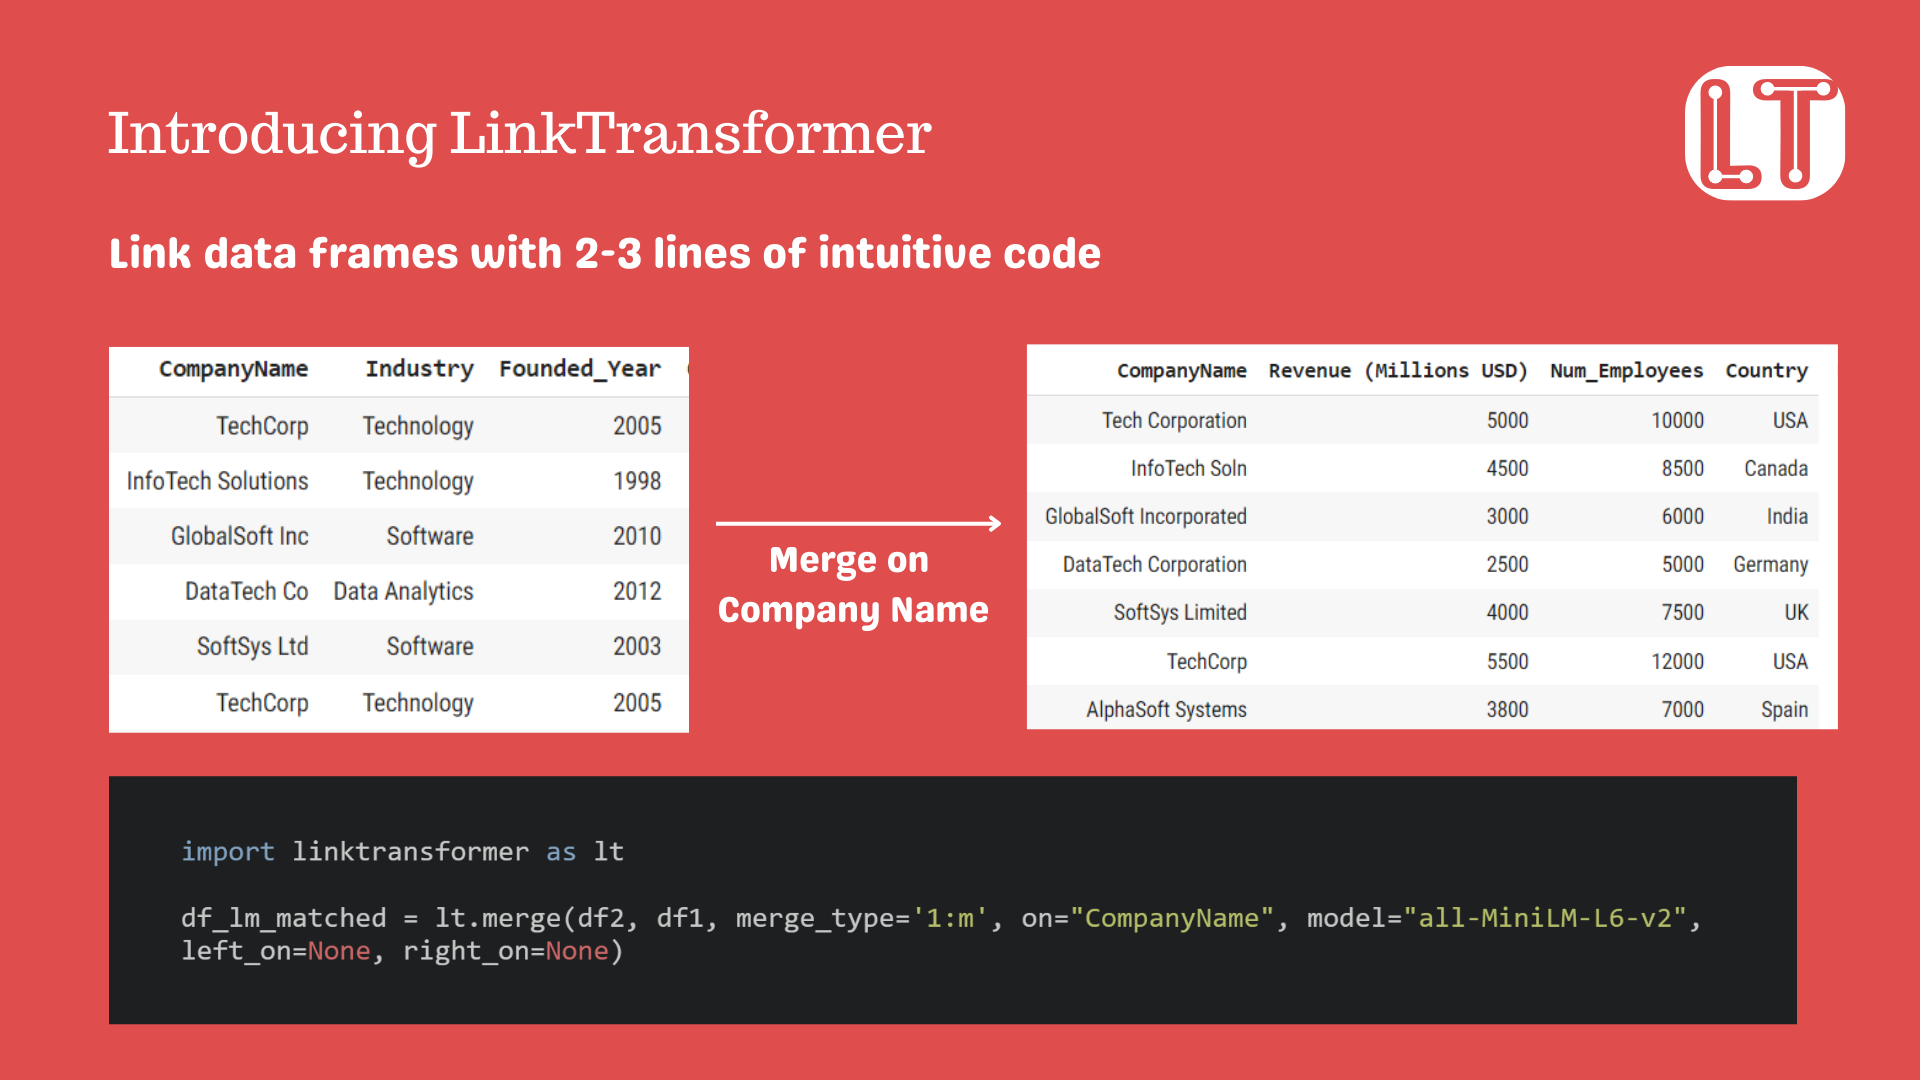 LT
Introducing LinkTransformer
Link data frames with 2-3 lines of intuitive code
CompanyName Industry Founded_Year
TechCorp Technology 2005
InfoTech Solutions Technology 1998
GlobalSoft Inc Software 2010
DataTech Co Data Analytics 2012
SoftSys Ltd Software 2003
TechCorp Technology 2005
Merge on
Company Name
CompanyName Revenue (Millions USD) Num_Employees Country
Tech Corporation 5000 10000 USA
InfoTech Soln 4500 8500 Canada
GlobalSoft Incorporated 3000 6000 India
DataTech Corporation 2500 5000 Germany
SoftSys Limited 4000 7500 UK
TechCorp 5500 12000 USA
AlphaSoft Systems 3800 7000 Spain
import linktransformer as lt
df_lm_matched = lt.merge(df2, df1, merge_type='1:m', on="CompanyName", model="all-MiniLM-L6-v2",
left_on=None, right_on=None)